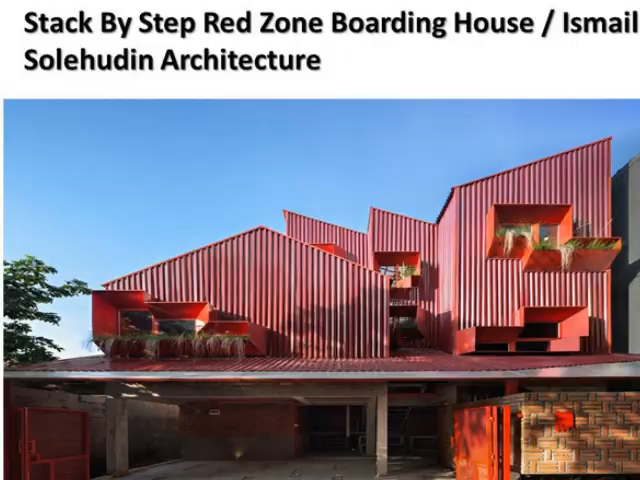 Stack By Step Red Zone Boarding House / Ismail
Solehudin Architecture